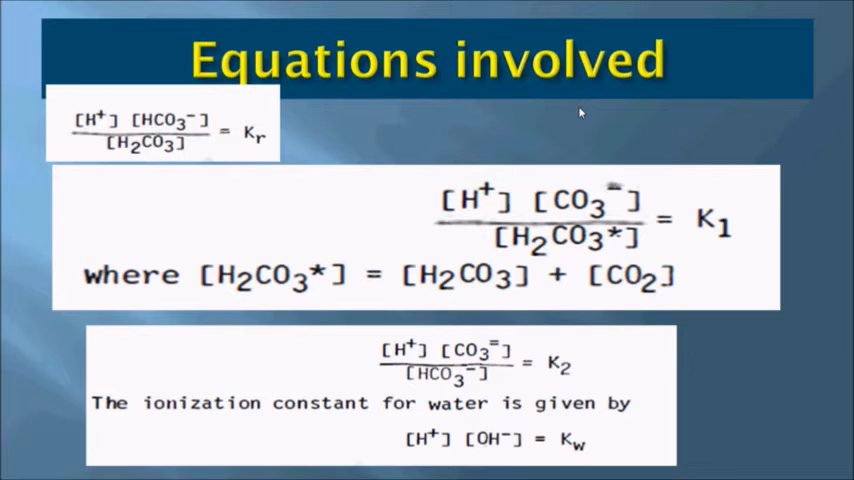 Equations involved
[H⁺] [HCO₃⁻]
[H₂CO₃]
= Kᵣ
[H⁺] [CO₃⁼]
[H₂CO₃*]
= K₁
where [H₂CO₃*] = [H₂CO₃] + [CO₂]
[H⁺] [CO₃⁼]
[HCO₃⁻]
= K₂
The ionization constant for water is given by
[H⁺] [OH⁻] = K_w